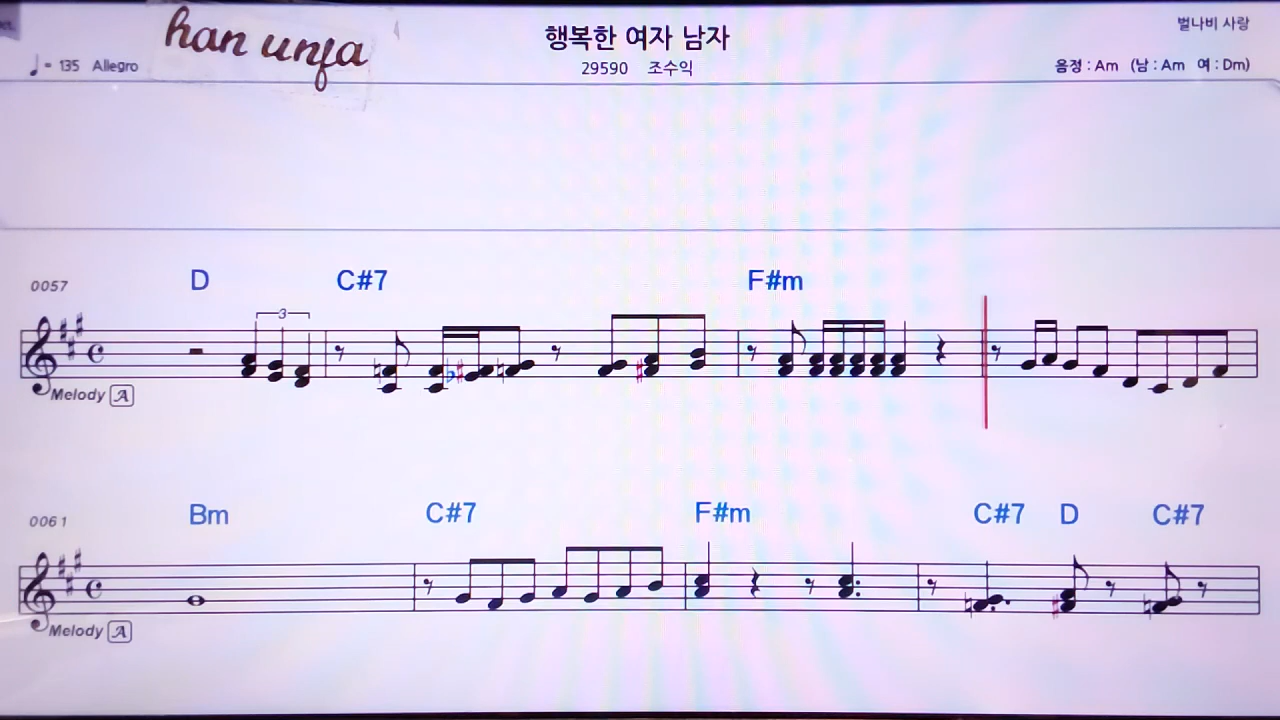 han unfa
행복한 여자 남자
벌나비 사랑
♩= 135 Allegro
29590 조수익
음정 : Am (남 : Am 여 : Dm)
D C#7 F#m
0057
3
Melody A
Bm C#7 F#m C#7 D C#7
0061
Melody A